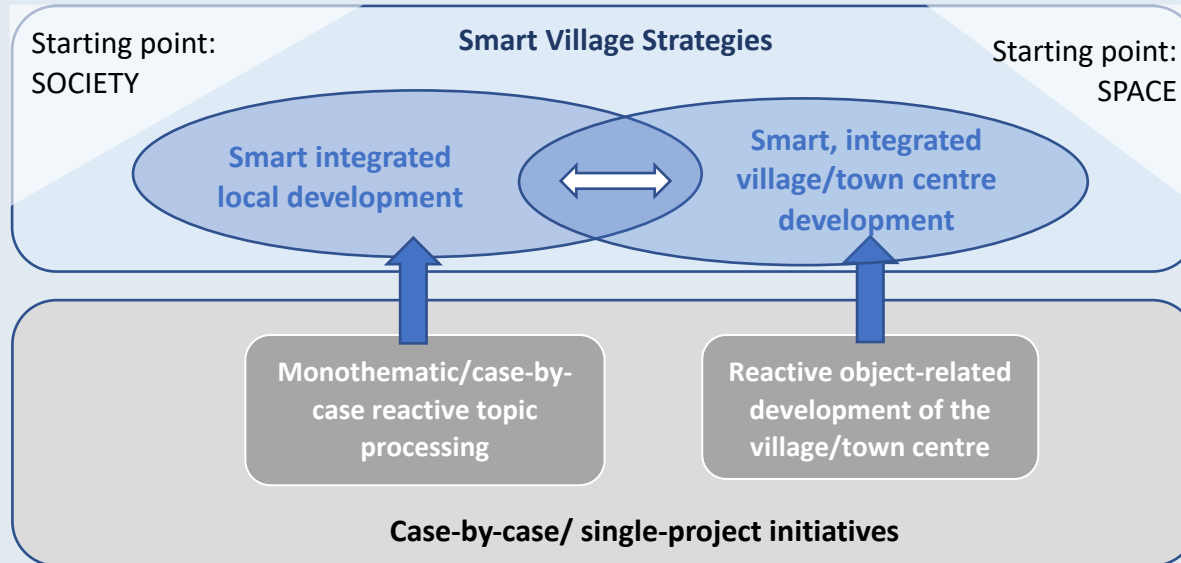 Starting point:
SOCIETY
Smart Village Strategies
Starting point:
SPACE
Smart integrated
local development
Smart, integrated
village/town centre
development
Monothematic/case-by-
case reactive topic
processing
Reactive object-related
development of the
village/town centre
Case-by-case/ single-project initiatives